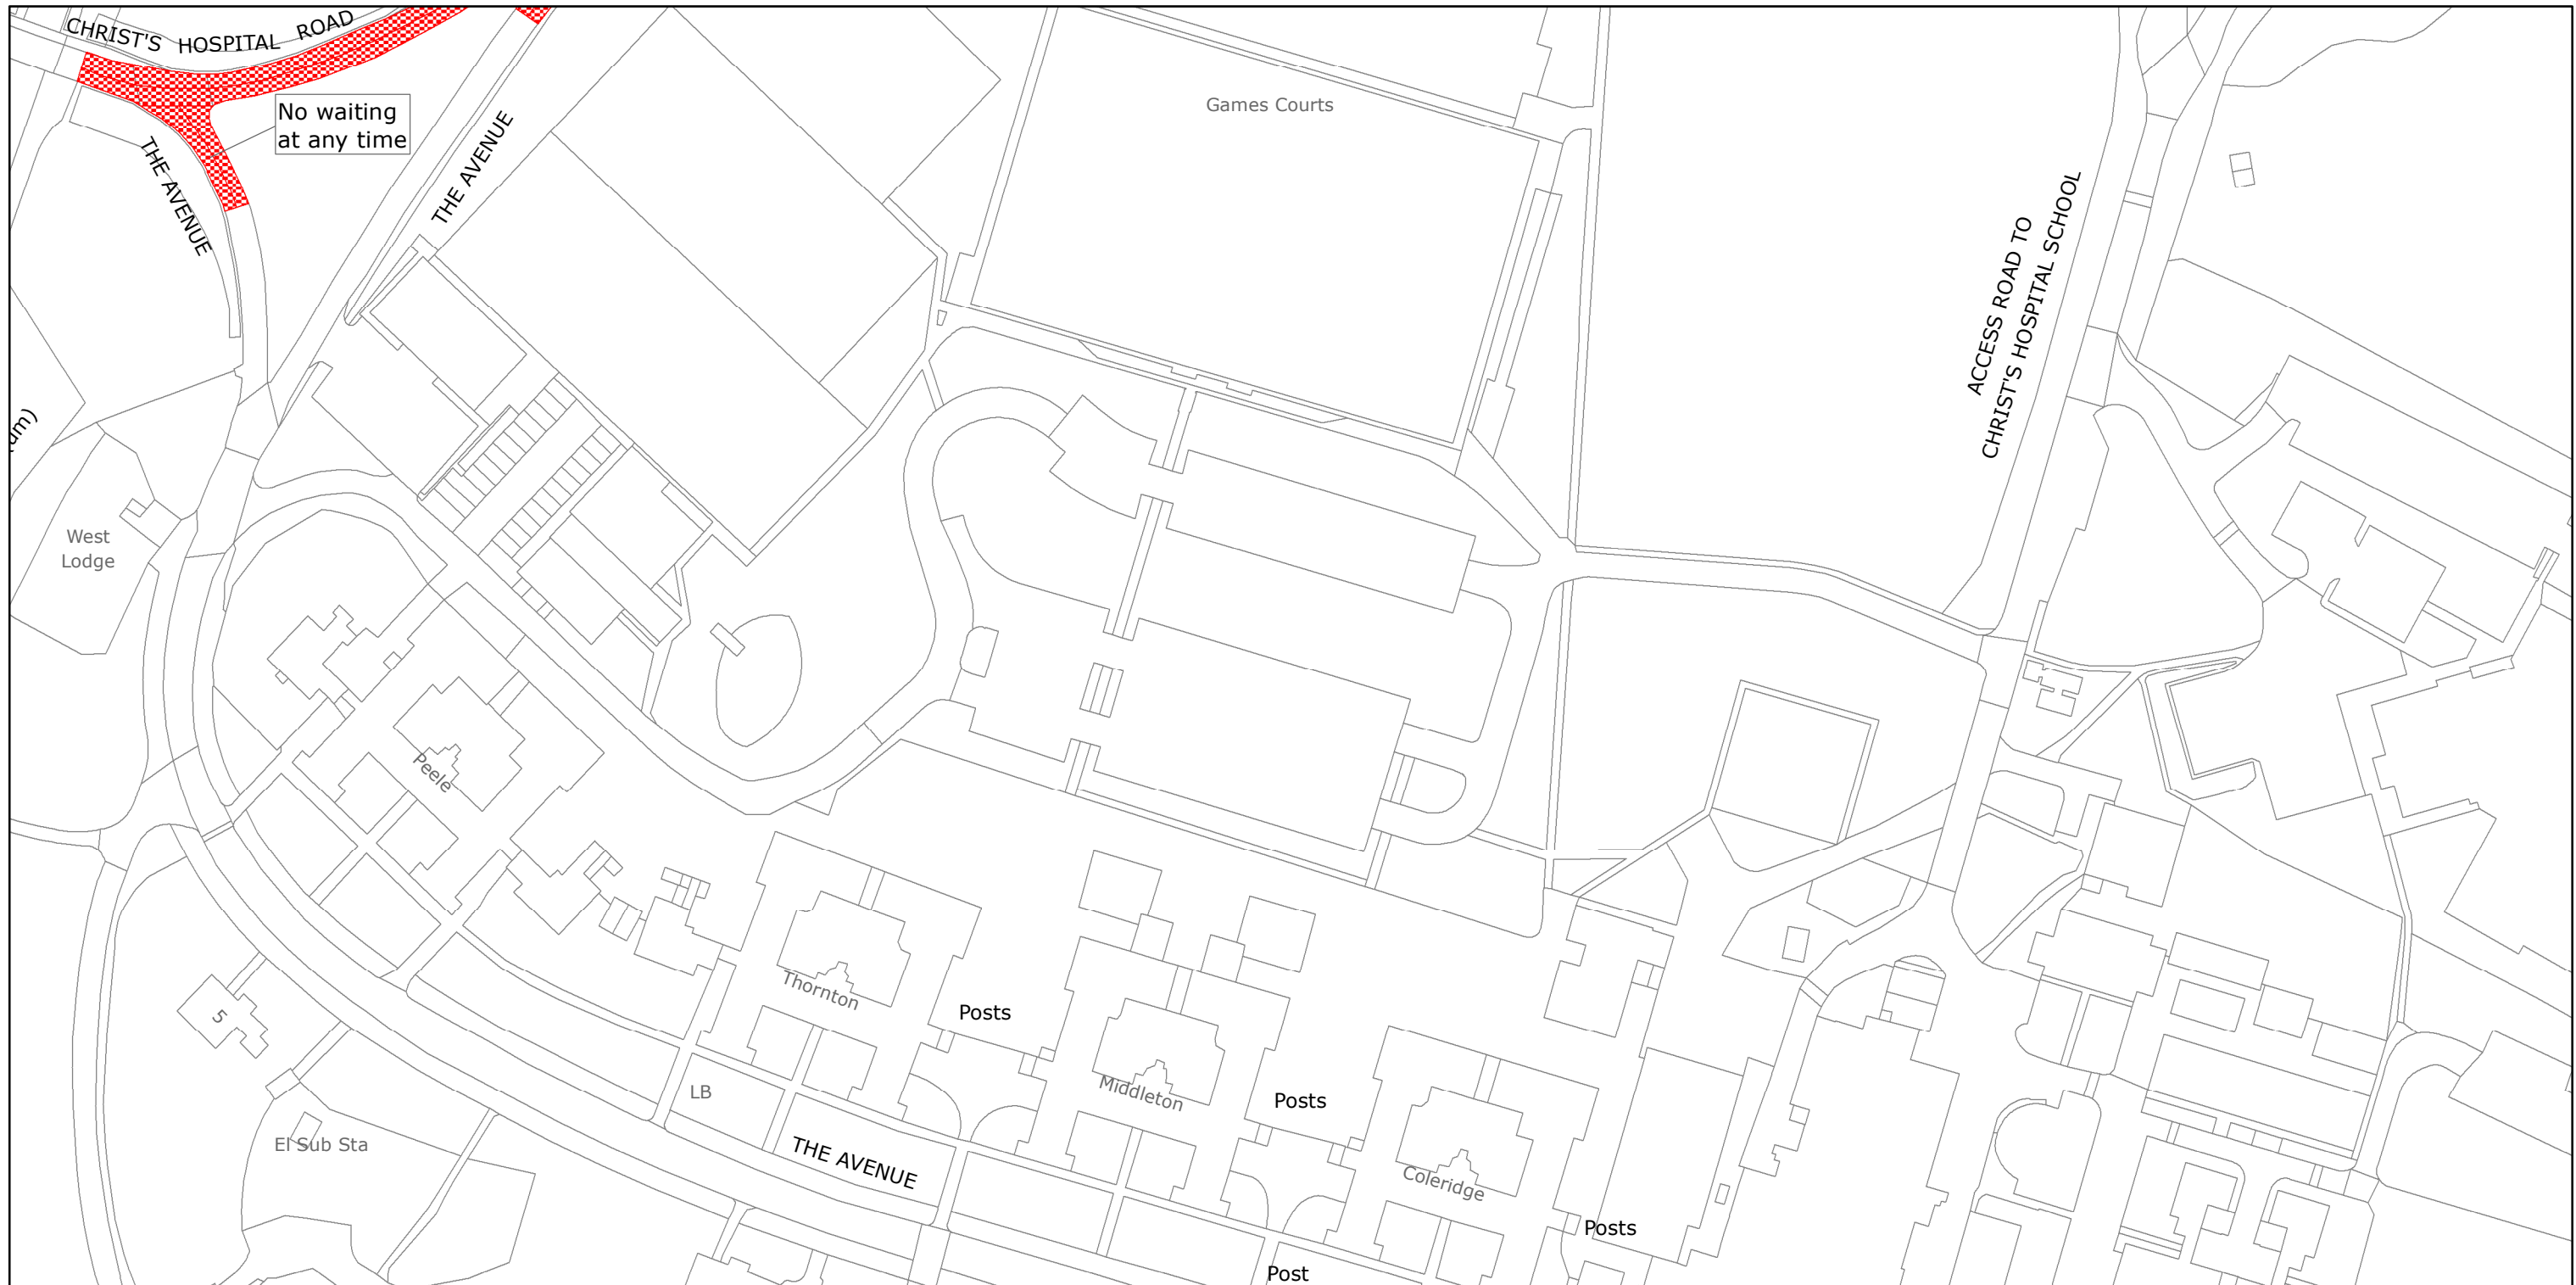 CHRIST'S HOSPITAL ROAD
No waiting
at any time
THE AVENUE
THE AVENUE
Games Courts
ACCESS ROAD TO
CHRIST'S HOSPITAL SCHOOL
West
Lodge
Peele
Thornton
Posts
5
LB
Middleton
Posts
El Sub Sta
THE AVENUE
Coleridge
Posts
Post